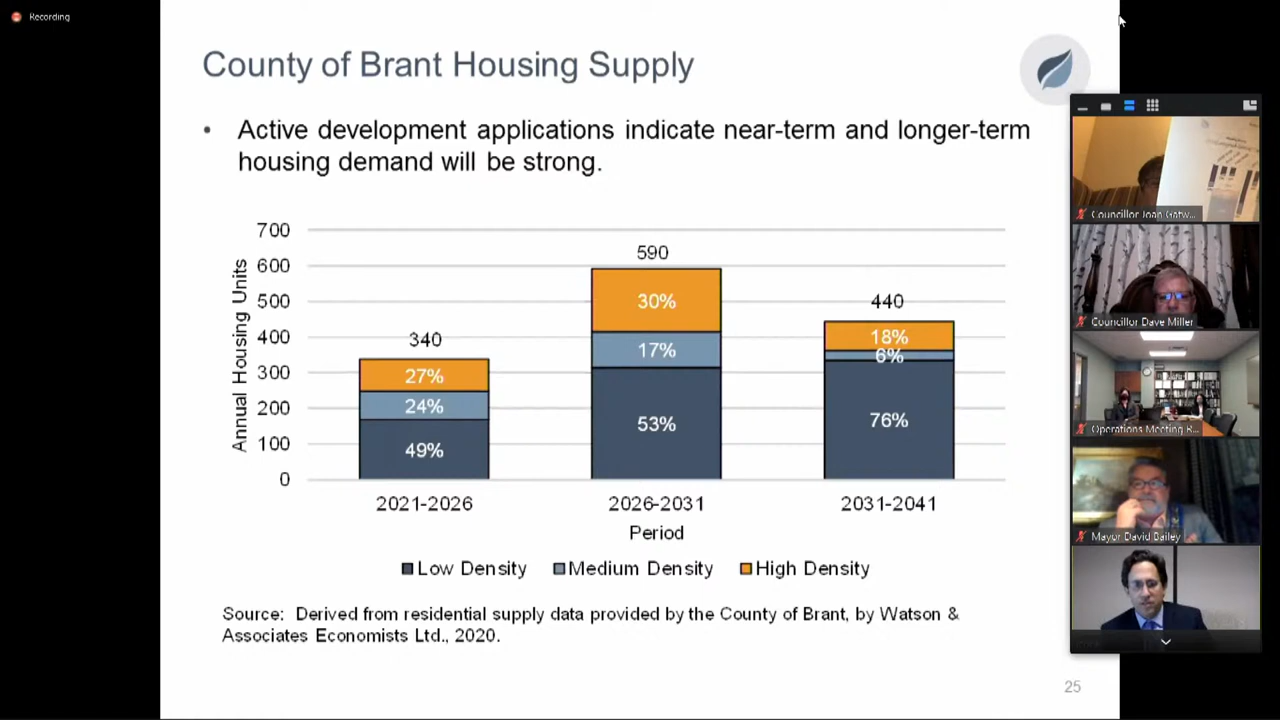 Recording
County of Brant Housing Supply
• Active development applications indicate near-term and longer-term
housing demand will be strong.
700
600
500
400
300
200
100
0
Annual Housing Units
340
27%
24%
49%
590
30%
17%
53%
440
18%
6%
76%
2021-2026
2026-2031
2031-2041
Period
Low Density
Medium Density
High Density
Source: Derived from residential supply data provided by the County of Brant, by Watson &
Associates Economists Ltd., 2020.
25
Councillor Joan Gatw...
Councillor Dave Miller
Operations Meeting R...
Mayor David Bailey